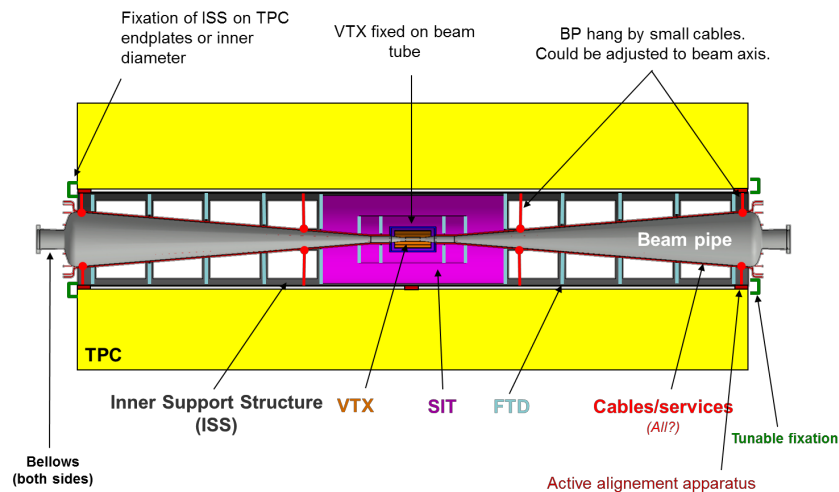 Fixation of ISS on TPC
endplates or inner
diameter
VTX fixed on beam
tube
BP hang by small cables.
Could be adjusted to beam axis.
Beam pipe
TPC
Inner Support Structure
(ISS)
VTX
SIT
FTD
Cables/services
(All?)
Tunable fixation
Bellows
(both sides)
Active alignement apparatus